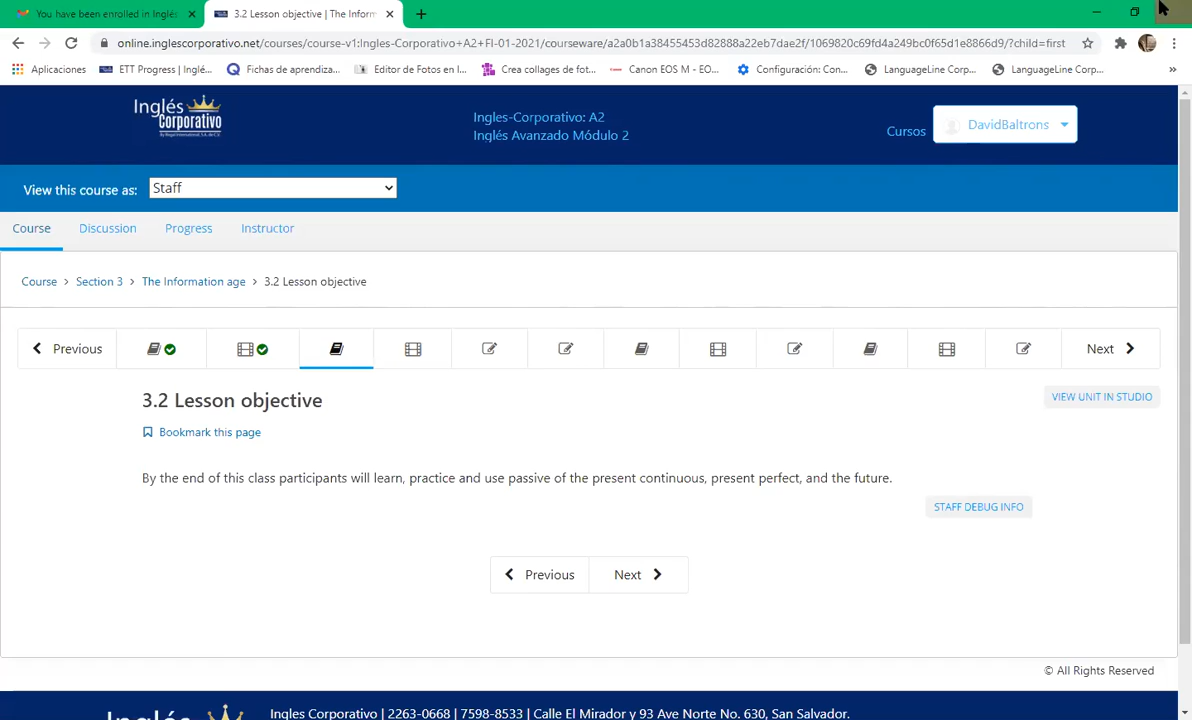 You have been enrolled in Inglés
3.2 Lesson objective | The Inform
online.inglescorporativo.net/courses/course-v1:Ingles-Corporativo+A2+FI-01-2021/courseware/a2a0b1a38455453d82888a22eb7dae2f/1069820c69fd4a249bc0f65d1e8866d9/?child=first
Aplicaciones
ETT Progress | Inglé...
Fichas de aprendiza...
Editor de Fotos en l...
Crea collages de fot...
Canon EOS M - EO...
Configuración: Con...
LanguageLine Corp...
LanguageLine Corp...
»
Inglés
Corporativo
Ingles-Corporativo: A2
Inglés Avanzado Módulo 2
Cursos
DavidBaltrons
View this course as:
Staff
Course
Discussion
Progress
Instructor
Course > Section 3 > The Information age > 3.2 Lesson objective
Previous
Next
3.2 Lesson objective
VIEW UNIT IN STUDIO
Bookmark this page
By the end of this class participants will learn, practice and use passive of the present continuous, present perfect, and the future.
STAFF DEBUG INFO
Previous
Next
© All Rights Reserved
Inglés
Ingles Corporativo | 2263-0668 | 7598-8533 | Calle El Mirador y 93 Ave Norte No. 630, San Salvador.